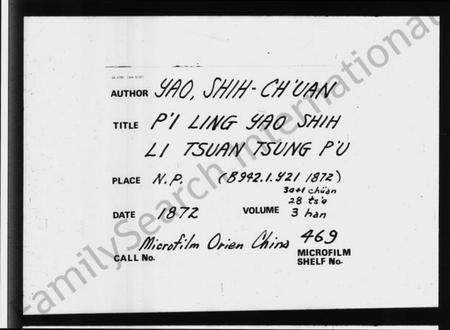 AUTHOR YAO, SHIH-CH'UAN
TITLE P'I LING YAO SHIH
LI TSUAN TSUNG P'U
PLACE N.P. (B942.1.Y21 1872)
30+1 chüan
28 ts'e
DATE 1872 VOLUME 3 han
Microfilm Orien China 469
CALL No. MICROFILM
SHELF No.
FamilySearch International